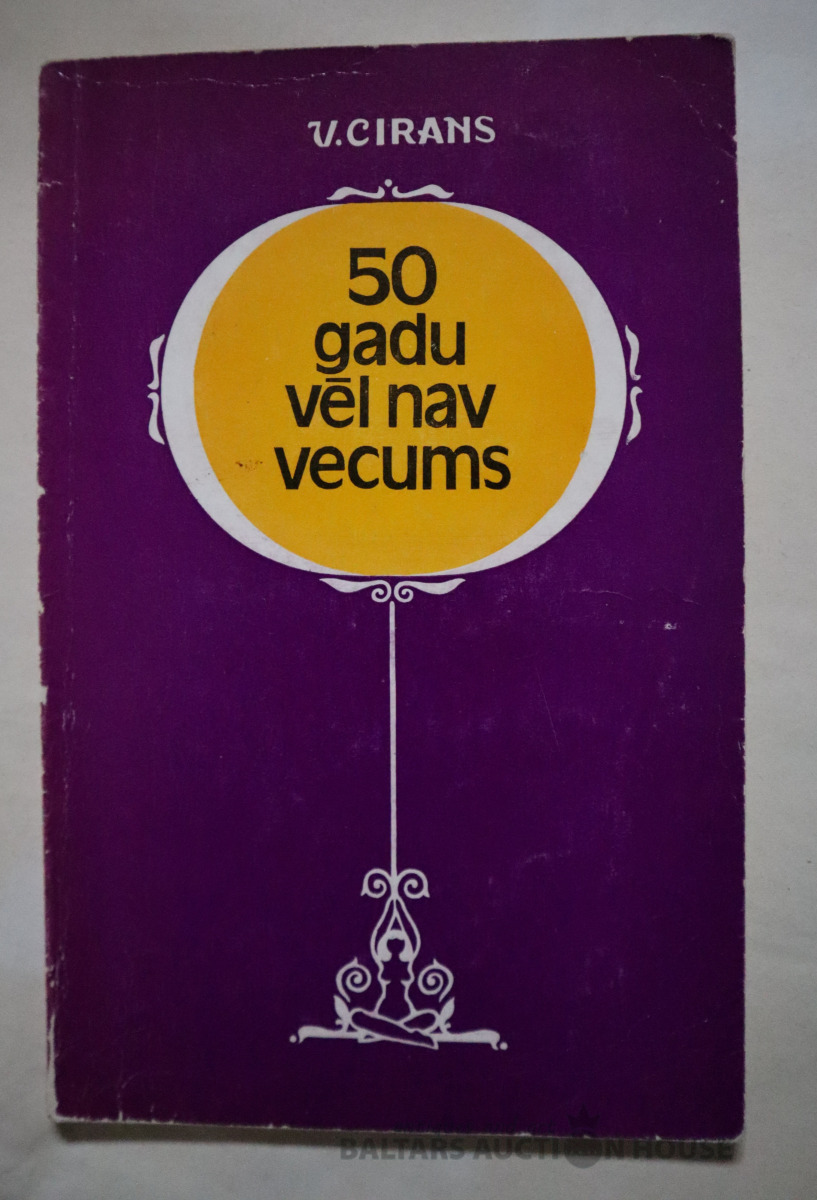 V.CIRANS
50
gadu
vēl nav
vecums
BALTARS AUCTION HOUSE